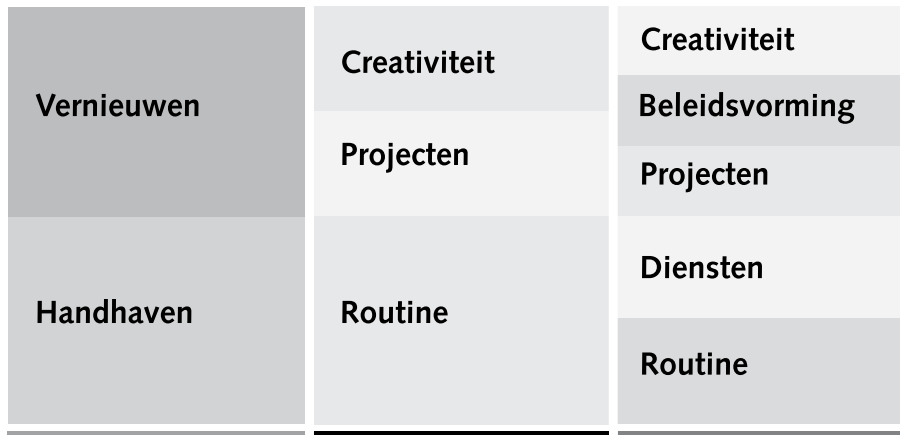 Vernieuwen
Handhaven
Creativiteit
Projecten
Routine
Creativiteit
Beleidsvorming
Projecten
Diensten
Routine